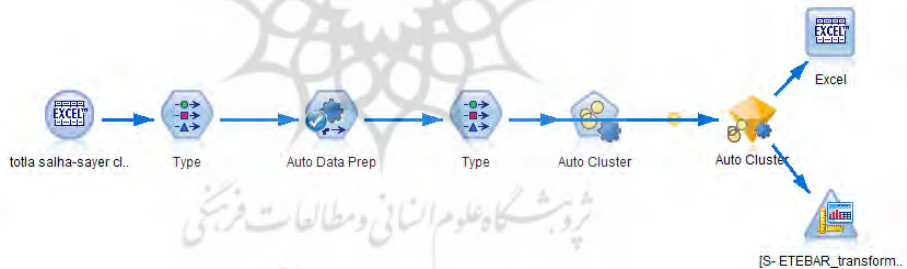 EXCEL
Excel
EXCEL
totla salha-sayer cl..
Type
Auto Data Prep
Type
Auto Cluster
Auto Cluster
پژوهشگاه علوم انسانی و مطالعات فرهنگی
[S- ETEBAR_transform..